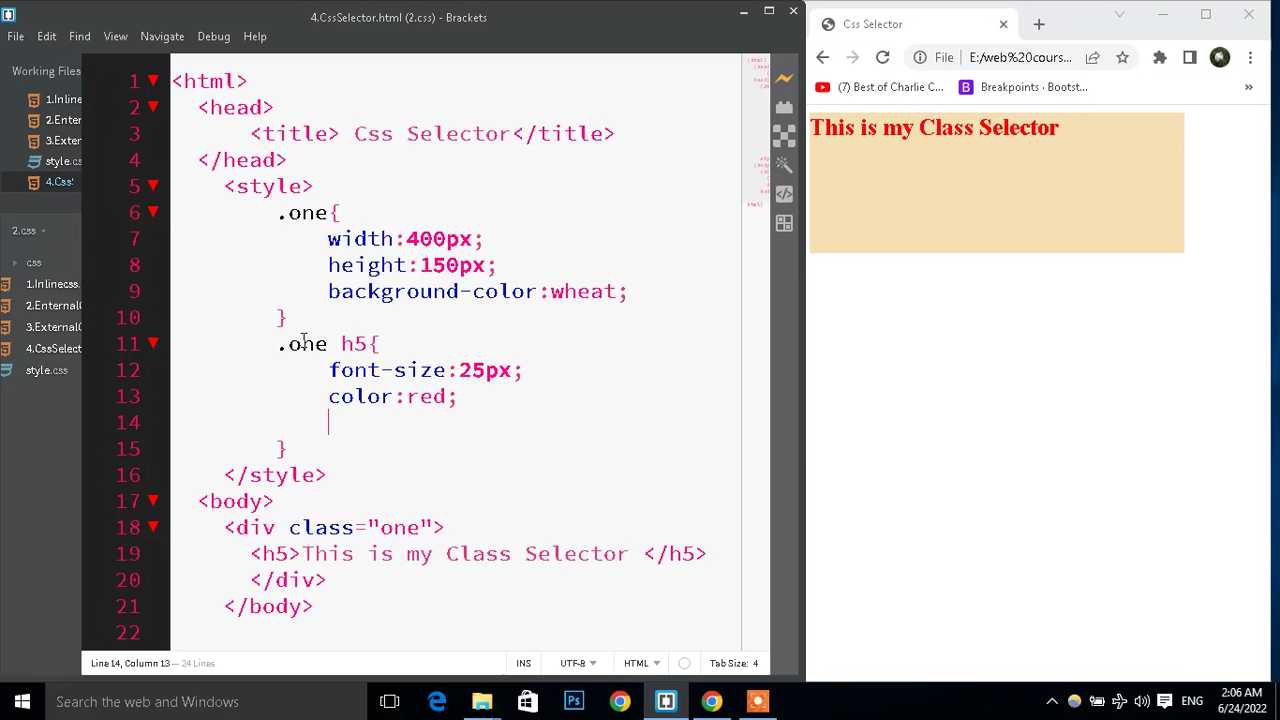 4.CssSelector.html (2.css) - Brackets
File Edit Find View Navigate Debug Help
Working Files
1.Inline
2.Enter
3.Extern
style.cs
4.Css!
2.css
css
1.Inlinecss.
2.EnternalC
3.ExternalC
4.CssSelect
style.css
1 <html>
2 <head>
3 <title> Css Selector</title>
4 </head>
5 <style>
6 .one{
7 width:400px;
8 height:150px;
9 background-color:wheat;
10 }
11 .one h5{
12 font-size:25px;
13 color:red;
14
15 }
16 </style>
17 <body>
18 <div class="one">
19 <h5>This is my Class Selector </h5>
20 </div>
21 </body>
22
Line 14, Column 13 — 24 Lines
INS UTF-8 HTML Tab Size: 4
Css Selector
File E:/web%20cours...
(7) Best of Charlie C... Breakpoints - Bootst... »
This is my Class Selector
Search the web and Windows
ENG 2:06 AM
6/24/2022